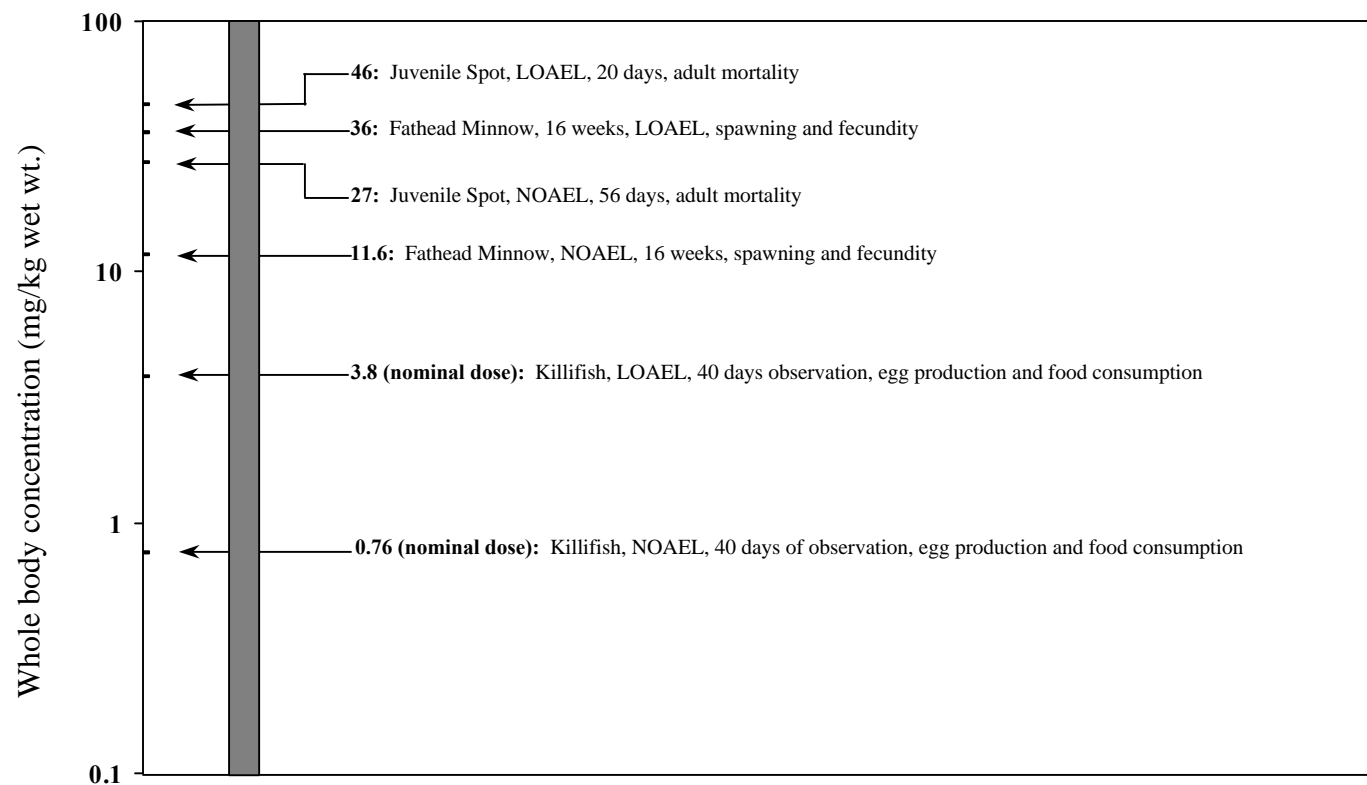 100
46: Juvenile Spot, LOAEL, 20 days, adult mortality
36: Fathead Minnow, 16 weeks, LOAEL, spawning and fecundity
27: Juvenile Spot, NOAEL, 56 days, adult mortality
11.6: Fathead Minnow, NOAEL, 16 weeks, spawning and fecundity
10
3.8 (nominal dose): Killifish, LOAEL, 40 days observation, egg production and food consumption
1
0.76 (nominal dose): Killifish, NOAEL, 40 days of observation, egg production and food consumption
0.1
Whole body concentration (mg/kg wet wt.)